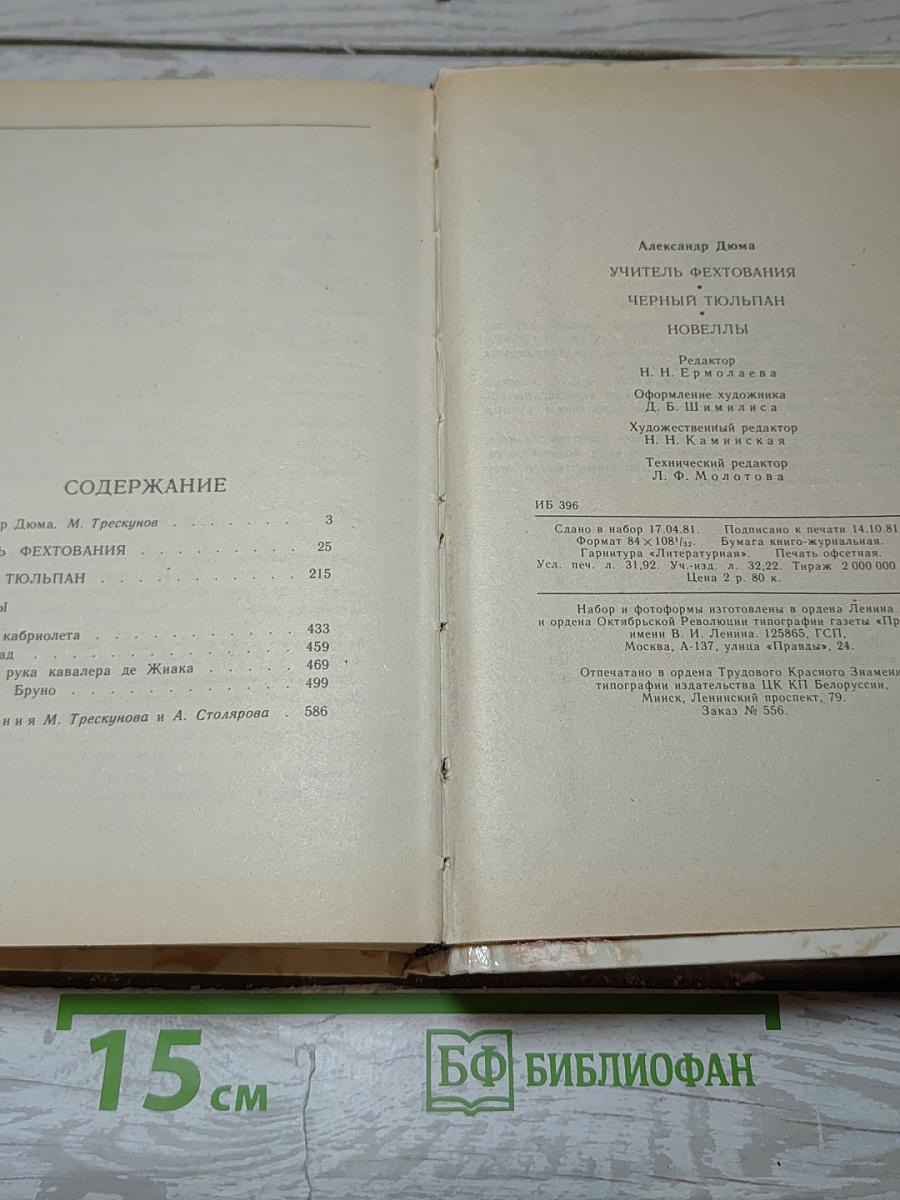 СОДЕРЖАНИЕ
р Дюма. М. Трескунов . . . . . . . 3
Ь ФЕХТОВАНИЯ . . . . . . . . . 25
ТЮЛЬПАН . . . . . . . . . . . 215
Ы
кабриолета . . . . . . . . . . . 433
ад . . . . . . . . . . . . . . 459
рука кавалера де Жиака . . . . . . 469
Бруно . . . . . . . . . . . . 499
ния М. Трескунова и А. Столярова . 586
Александр Дюма
УЧИТЕЛЬ ФЕХТОВАНИЯ
•
ЧЕРНЫЙ ТЮЛЬПАН
•
НОВЕЛЛЫ
Редактор
Н. Н. Ермолаева
Оформление художника
Д. Б. Шимилиса
Художественный редактор
Н. Н. Каминская
Технический редактор
Л. Ф. Молотова
ИБ 396
Сдано в набор 17.04.81. Подписано к печати 14.10.81
Формат 84×108¹/₃₂. Бумага книго-журнальная.
Гарнитура «Литературная». Печать офсетная.
Усл. печ. л. 31,92. Уч.-изд. л. 32,22. Тираж 2 000 000
Цена 2 р. 80 к.
Набор и фотоформы изготовлены в ордена Ленина
и ордена Октябрьской Революции типографии газеты «Пр
имени В. И. Ленина. 125865, ГСП,
Москва, А-137, улица «Правды», 24.
Отпечатано в ордена Трудового Красного Знамени
типографии издательства ЦК КП Белоруссии,
Минск, Ленинский проспект, 79.
Заказ № 556.
15 см
БФ БИБЛИОФАН